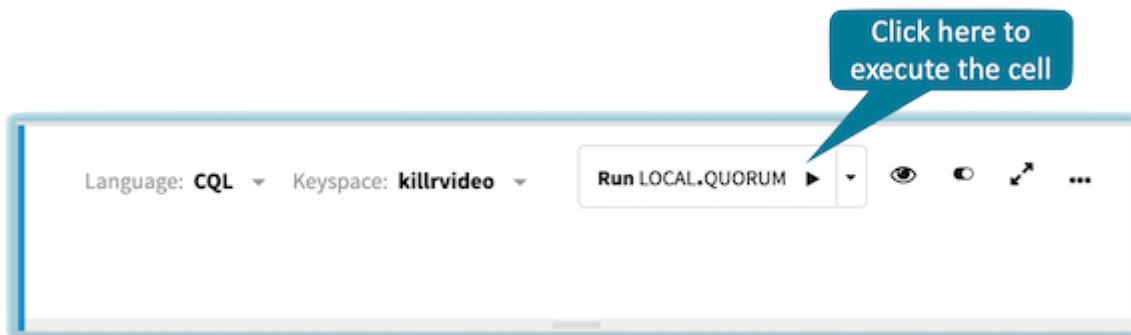 Click here to
execute the cell
Language: CQL Keyspace: killrvideo Run LOCAL.QUORUM